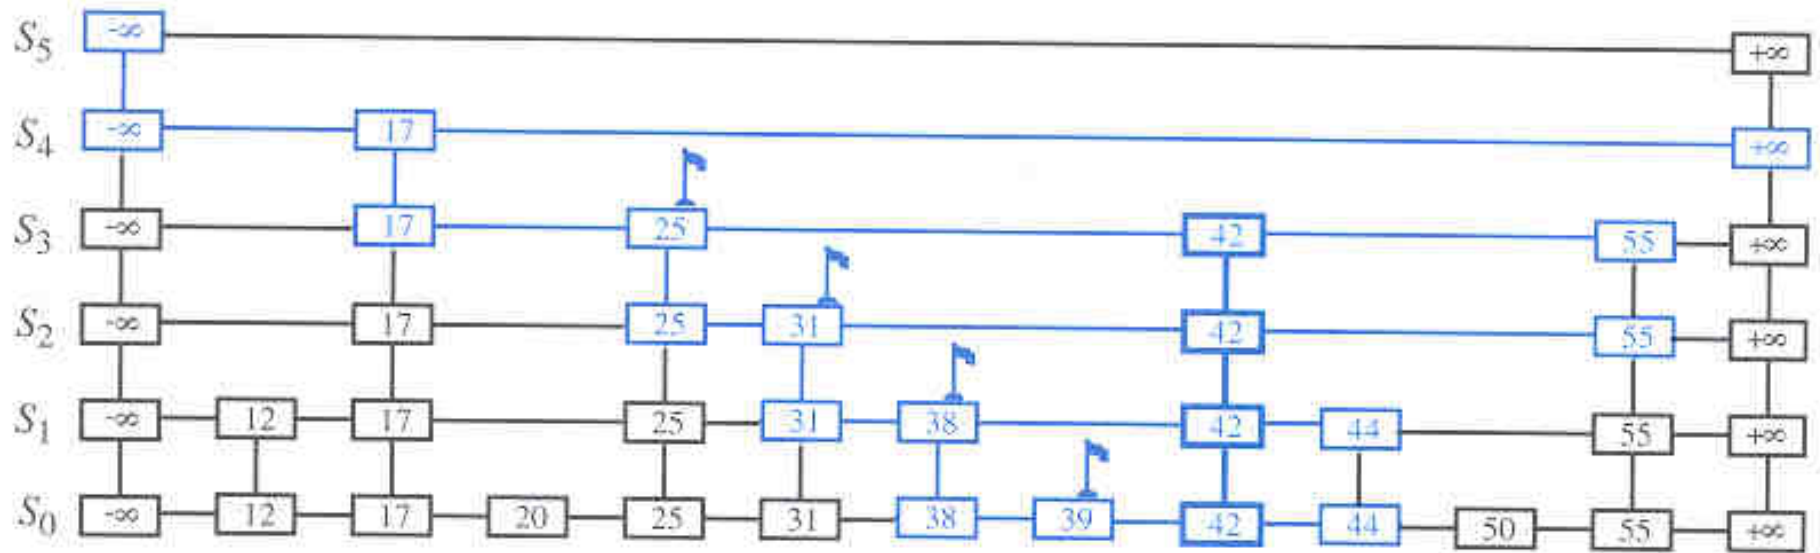 S5 -∞ +∞
S4 -∞ 17 +∞
S3 -∞ 17 25 42 55 +∞
S2 -∞ 17 25 31 42 55 +∞
S1 -∞ 12 17 25 31 38 42 44 55 +∞
S0 -∞ 12 17 20 25 31 38 39 42 44 50 55 +∞